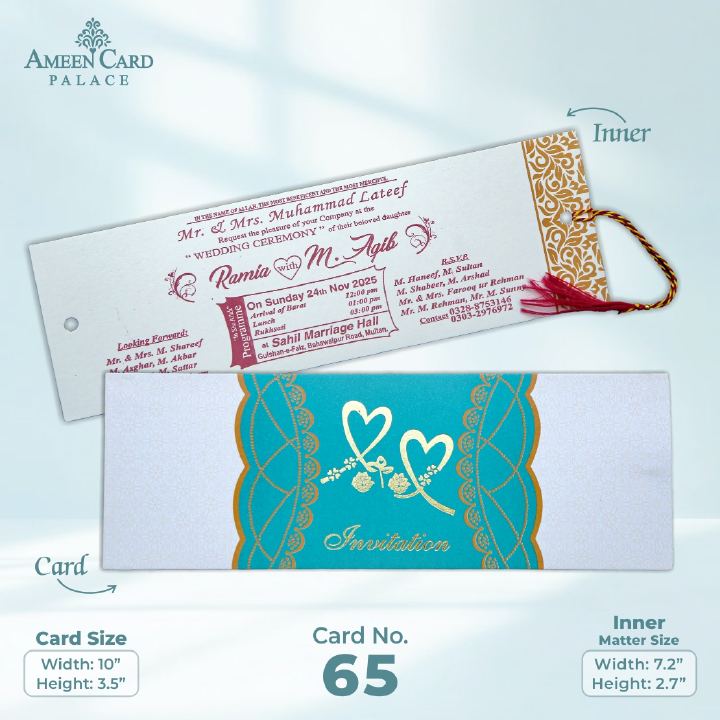 AMEEN CARD
PALACE
Inner
IN THE NAME OF ALLAH, THE MOST BENEFICENT AND THE MOST MERCIFUL.
Mr. & Mrs. Muhammad Lateef
Request the pleasure of your Company at the
"WEDDING CEREMONY" of their beloved daughter
Ramia with M. Aqib
Programme
On Sunday 24th Nov 2025
Arrival of Barat 12:00 pm
Lunch 01:00 pm
Rukhsati 03:00 pm
at Sahil Marriage Hall
Gulshan-e-Faiz, Bahawalpur Road, Multan.
R.S.V.P
M. Haneef, M. Sultan
M. Shabeer, M. Arshad
Mr. & Mrs. Farooq ur Rehman
Mr. M. Rehman, Mr. M. Sunny
Contact 0328-8753146
0303-2976972
Looking Forward:
Mr. & Mrs. M. Shareef
M. Asghar, M. Akbar
M. Sattar
Invitation
Card
Card Size
Width: 10"
Height: 3.5"
Card No.
65
Inner
Matter Size
Width: 7.2"
Height: 2.7"